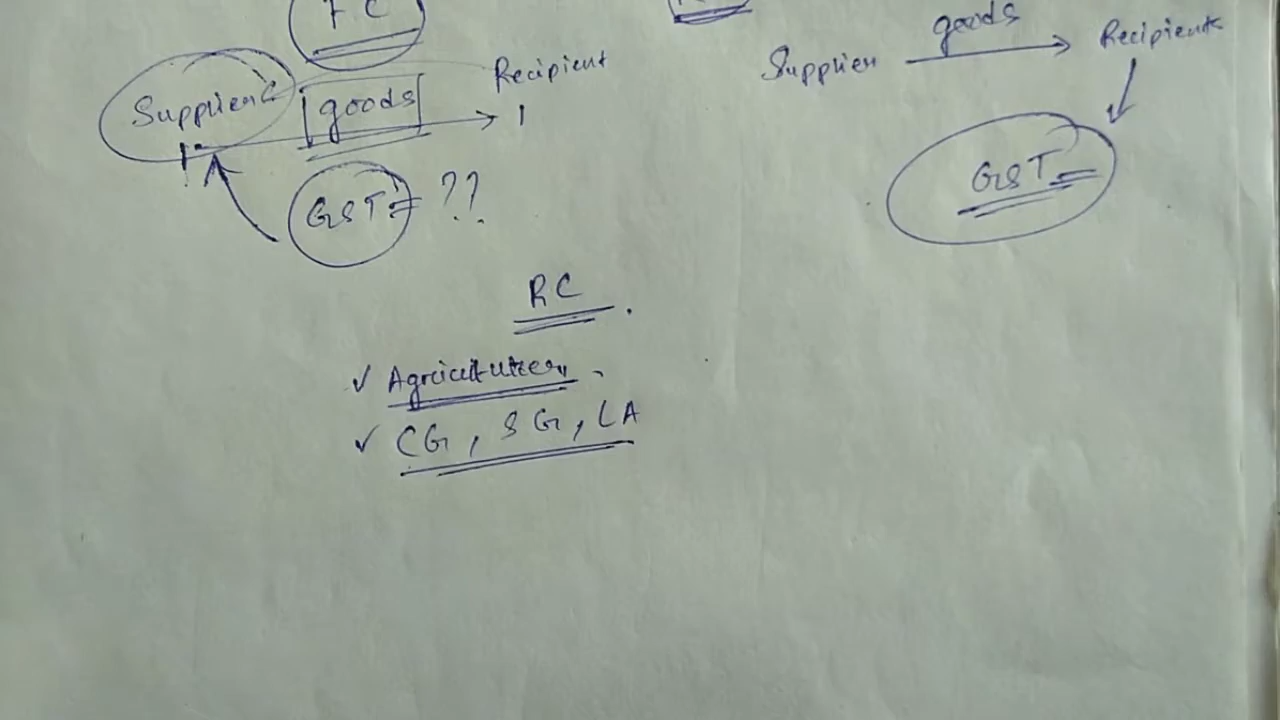 FC
Supplier
goods
Recipient
GST = ??
Supplier
goods
Recipient
GST
RC
✓ Agriculturer
✓ CG, SG, LA